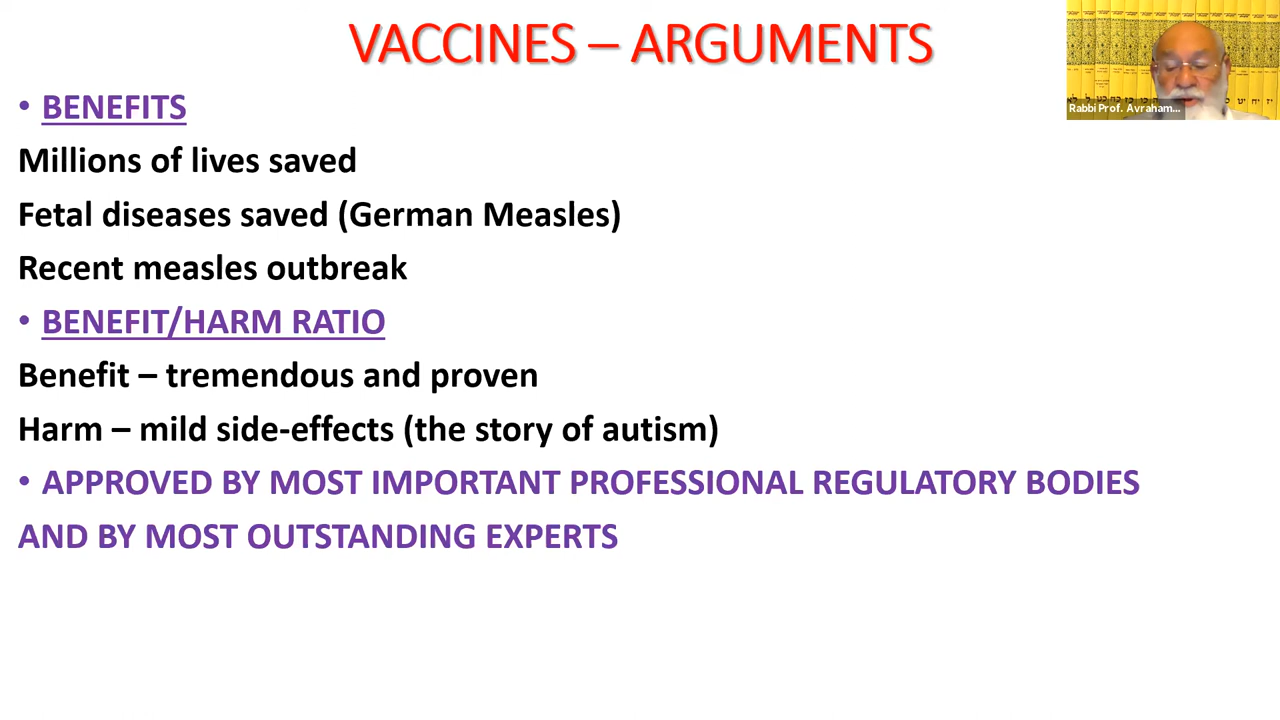 VACCINES – ARGUMENTS
• BENEFITS
Millions of lives saved
Fetal diseases saved (German Measles)
Recent measles outbreak
• BENEFIT/HARM RATIO
Benefit – tremendous and proven
Harm – mild side-effects (the story of autism)
• APPROVED BY MOST IMPORTANT PROFESSIONAL REGULATORY BODIES
AND BY MOST OUTSTANDING EXPERTS
Rabbi Prof. Avraham...